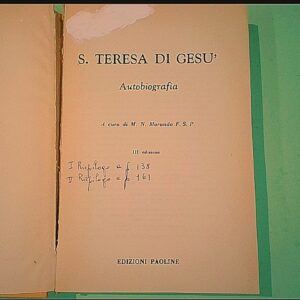 S. TERESA DI GESU'
Autobiografia
A cura di M. N. Morando F. S. P.
III edizione
I Riepilogo a p 138
II Riepilogo a p 161
EDIZIONI PAOLINE